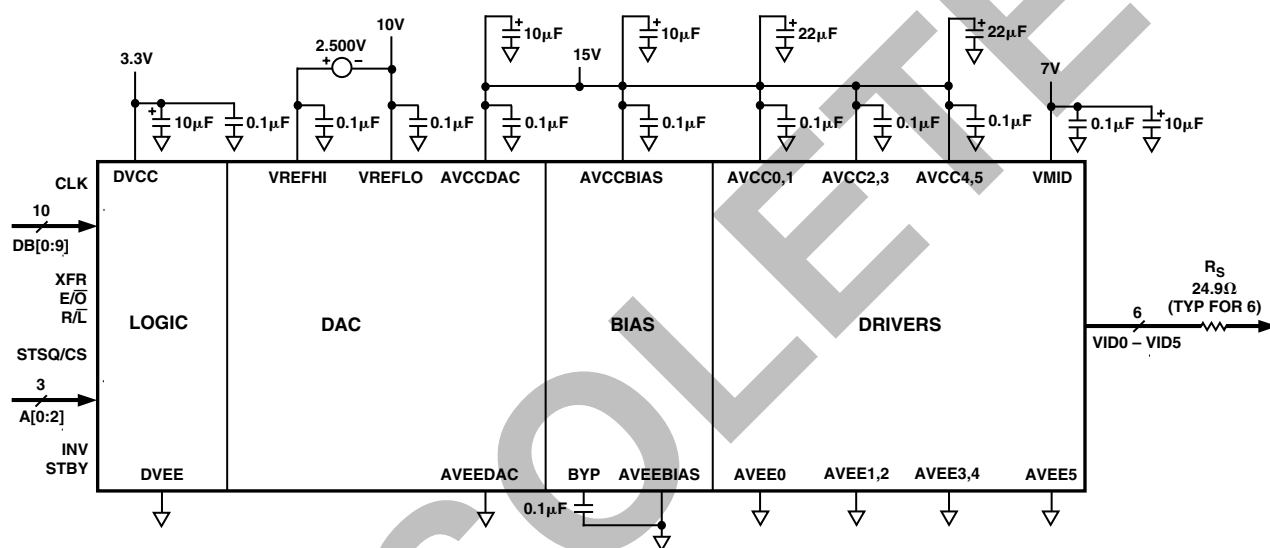 10μF
10μF
22μF
22μF
10V
2.500V
+ −
15V
3.3V
7V
10μF
0.1μF
0.1μF
0.1μF
0.1μF
0.1μF
0.1μF
0.1μF
0.1μF
0.1μF
10μF
DVCC
VREFHI
VREFLO
AVCCDAC
AVCCBIAS
AVCC0,1
AVCC2,3
AVCC4,5
VMID
CLK
10
DB[0:9]
XFR
E/O̅
R/L̅
STSQ/CS
3
A[0:2]
INV
STBY
LOGIC
DAC
BIAS
DRIVERS
RS
24.9Ω
(TYP FOR 6)
6
VID0 – VID5
DVEE
AVEEDAC
BYP
AVEEBIAS
AVEE0
AVEE1,2
AVEE3,4
AVEE5
0.1μF
OLETE